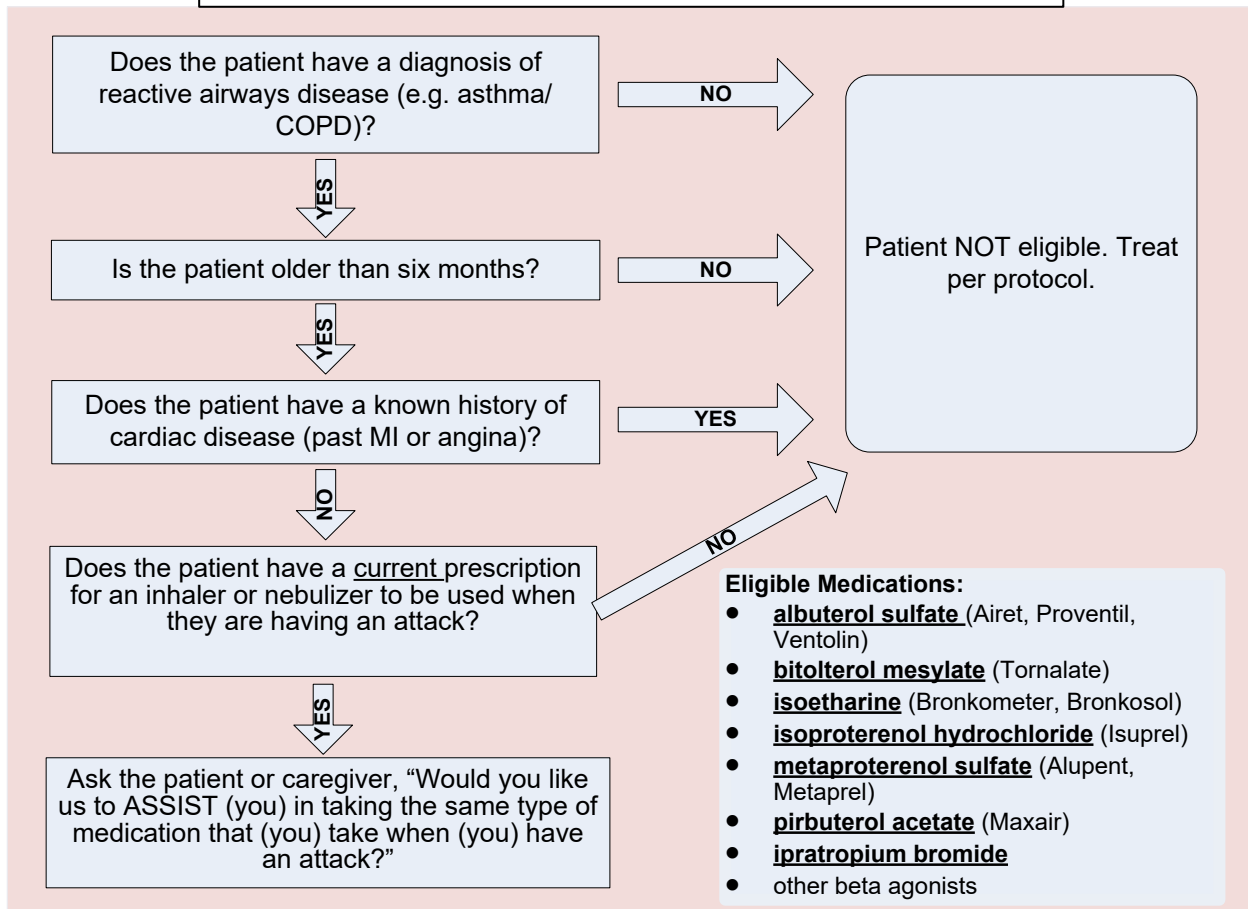 Does the patient have a diagnosis of
reactive airways disease (e.g. asthma/
COPD)?
NO
YES
Is the patient older than six months?
NO
Patient NOT eligible. Treat
per protocol.
YES
Does the patient have a known history of
cardiac disease (past MI or angina)?
YES
NO
Does the patient have a current prescription
for an inhaler or nebulizer to be used when
they are having an attack?
NO
YES
Ask the patient or caregiver, “Would you like
us to ASSIST (you) in taking the same type of
medication that (you) take when (you) have
an attack?”
Eligible Medications:
● albuterol sulfate (Airet, Proventil,
Ventolin)
● bitolterol mesylate (Tornalate)
● isoetharine (Bronkometer, Bronkosol)
● isoproterenol hydrochloride (Isuprel)
● metaproterenol sulfate (Alupent,
Metaprel)
● pirbuterol acetate (Maxair)
● ipratropium bromide
● other beta agonists